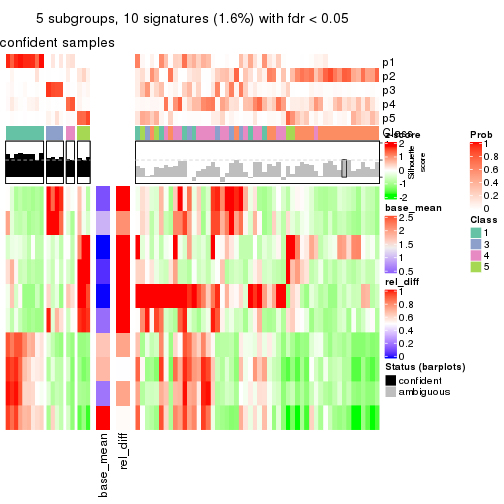 5 subgroups, 10 signatures (1.6%) with fdr < 0.05
confident samples
p1
p2
p3
p4
p5
Class
z-score
2
1
0
-1
-2
Silhouette
score
base_mean
2.5
2
1.5
1
0.5
rel_diff
1
0.8
0.6
0.4
0.2
0
Status (barplots)
confident
ambiguous
Prob
1
0.8
0.6
0.4
0.2
0
Class
1
3
4
5
base_mean
rel_diff